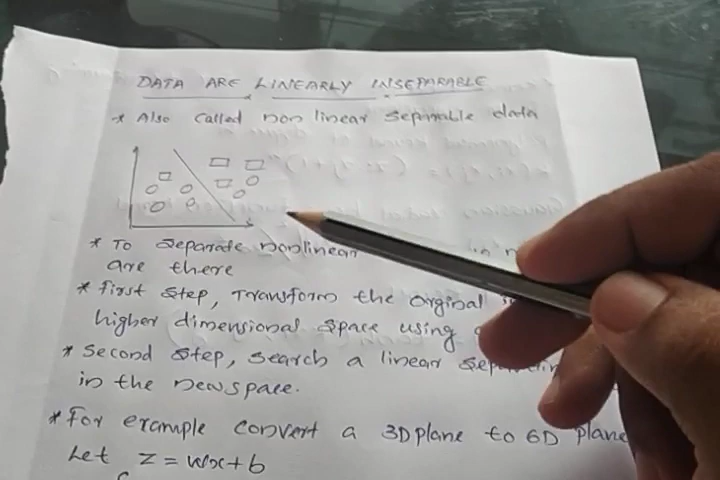 DATA ARE LINEARLY INSEPARABLE
* Also called non linear separable data
* To separate nonlinear
are there
* First step, Transform the orginal
higher dimensional space using
* Second step, search a linear
in the newspace.
* For example convert a 3D plane to 6D plane
Let z = wx+b